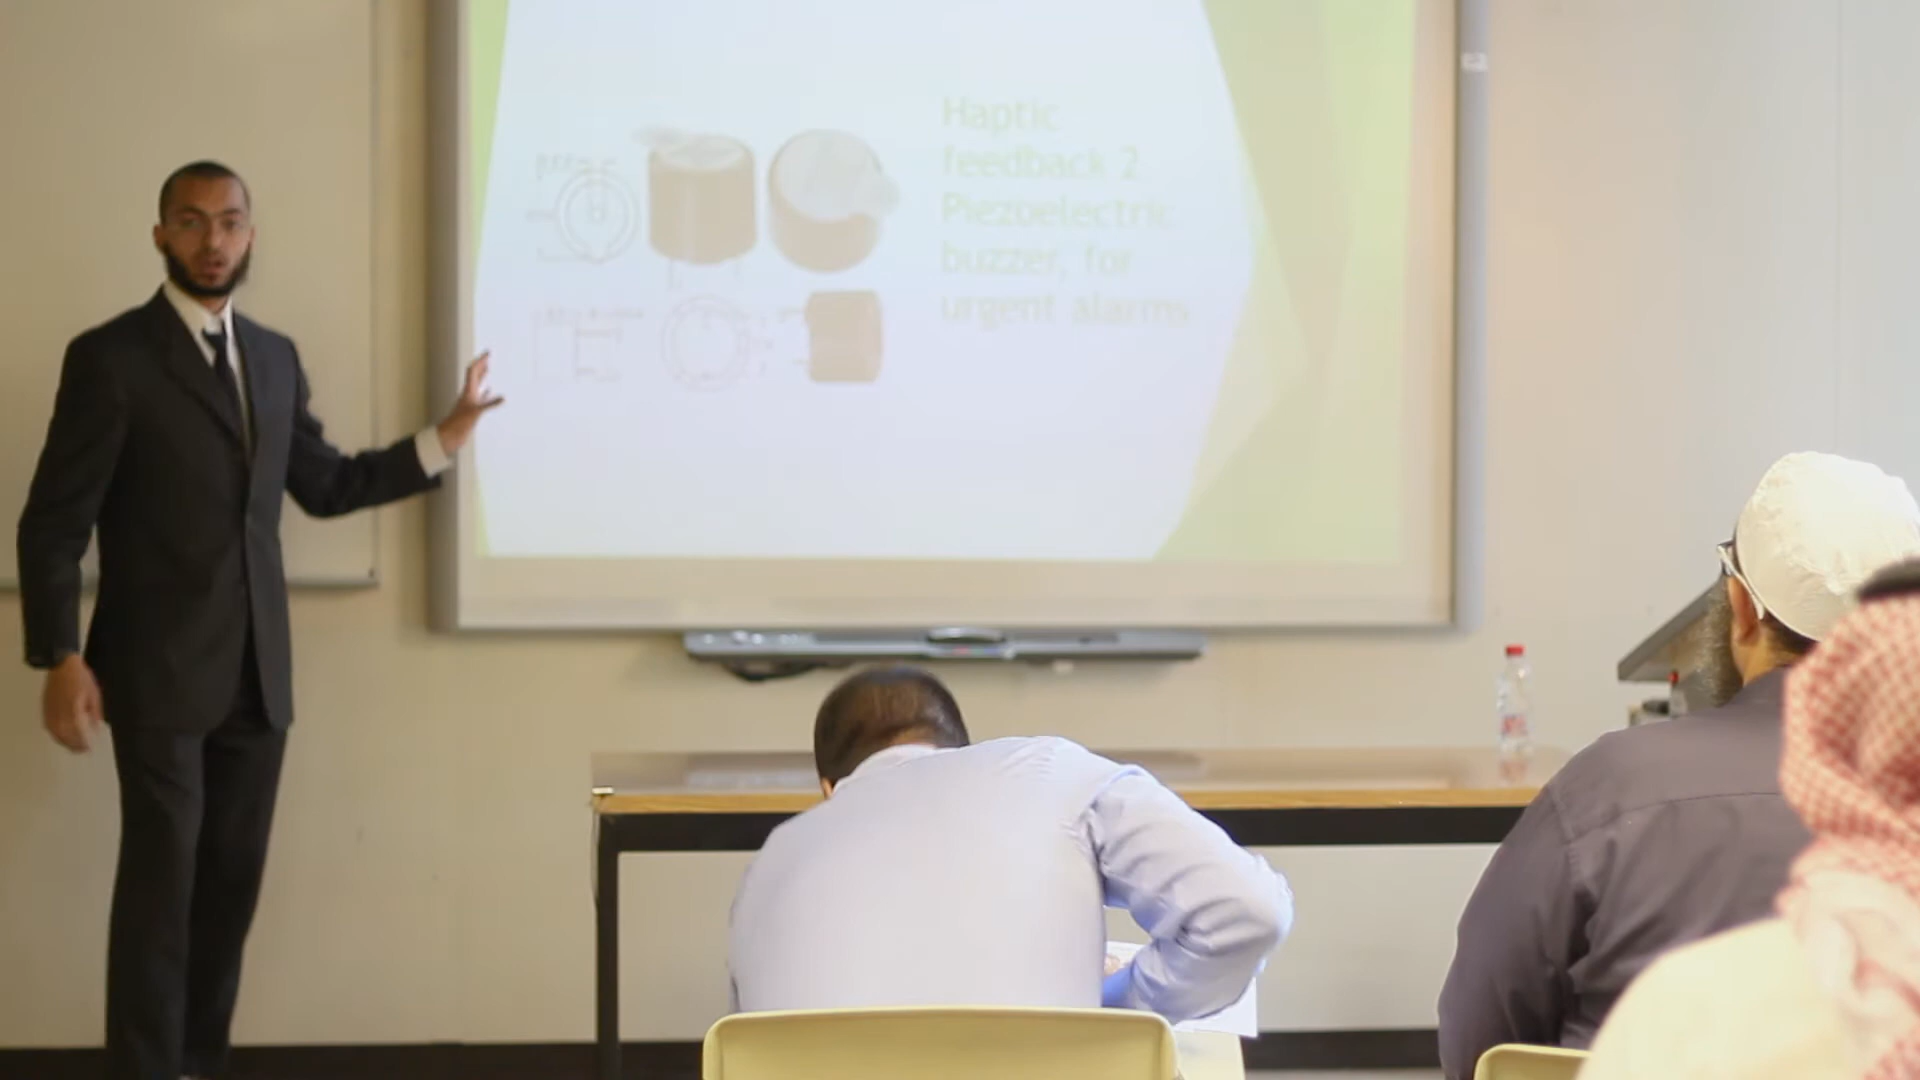 Haptic
feedback 2
Piezoelectric
buzzer, for
urgent alarms